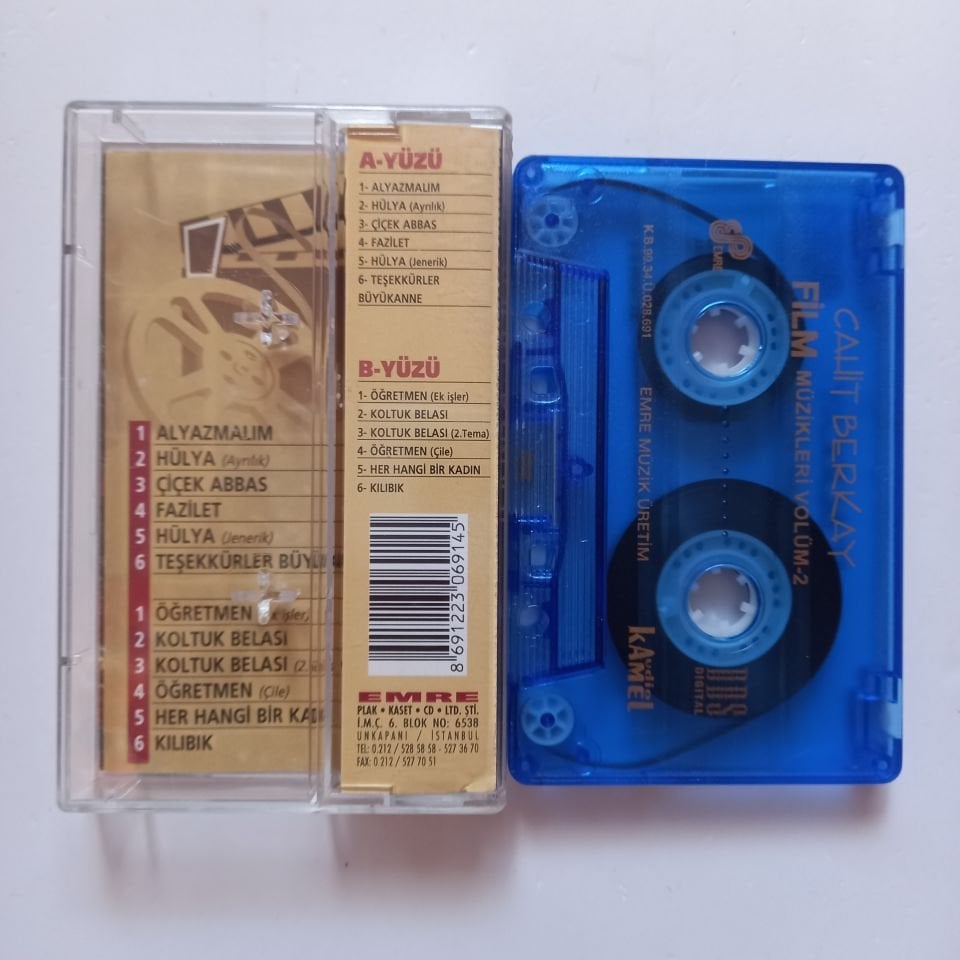 1 ALYAZMALIM
2 HÜLYA (Ayrılık)
3 ÇİÇEK ABBAS
4 FAZİLET
5 HÜLYA (Jenerik)
6 TEŞEKKÜRLER
1 ÖĞRETMEN
2 KOLTUK BELASI
3 KOLTUK BELASI
4 ÖĞRETMEN (Çile)
5 HER HANGİ BİR
6 KILIBIK
A-YÜZÜ
1- ALYAZMALIM
2- HÜLYA (Ayrılık)
3- ÇİÇEK ABBAS
4- FAZİLET
5- HÜLYA (Jenerik)
6- TEŞEKKÜRLER
BÜYÜKANNE
B-YÜZÜ
1- ÖĞRETMEN (Ek işler)
2- KOLTUK BELASI
3- KOLTUK BELASI (2.Tema)
4- ÖĞRETMEN (Çile)
5- HER HANGİ BİR KADIN
6- KILIBIK
8 691223 069145
EMRE
PLAK • KASET • CD • LTD. ŞTİ.
İ.M.Ç. 6. BLOK NO: 6538
UNKAPANI / İSTANBUL
TEL: 0.212 / 528 58 58 - 527 36 70
FAX: 0 212 / 527 70 51
CAHİT BERKAY
FİLM MÜZİKLERİ VOLÜM-2
EMRE
K.B.99.34.Ü.028.691
EMRE MÜZİK ÜRETİM
DIGITAL
kAMEL